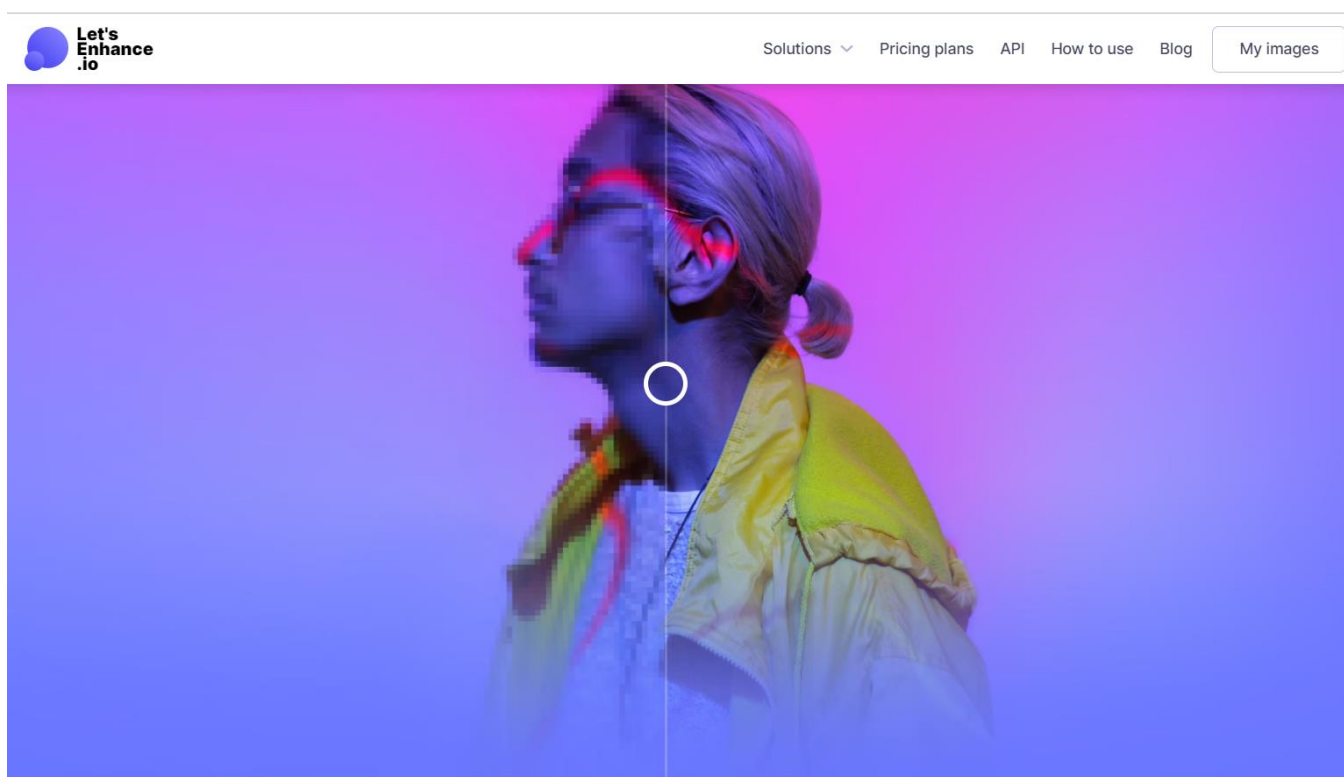 Let's
Enhance
.io
Solutions
Pricing plans
API
How to use
Blog
My images